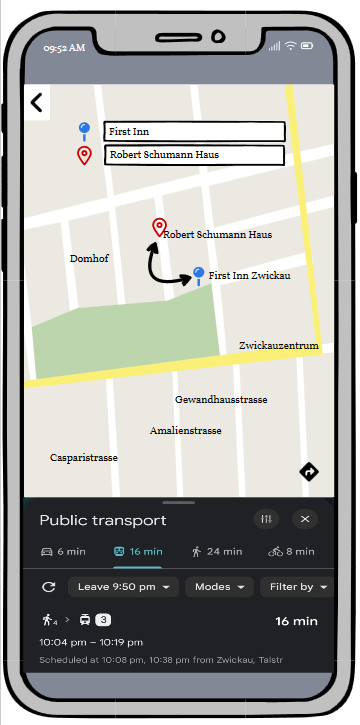 09:52 AM
First Inn
Robert Schumann Haus
Robert Schumann Haus
Domhof
First Inn Zwickau
Zwickauzentrum
Gewandhausstrasse
Amalienstrasse
Casparistrasse
Public transport
6 min 16 min 24 min 8 min
Leave 9:50 pm Modes Filter by
4 3 16 min
10:04 pm – 10:19 pm
Scheduled at 10:08 pm, 10:38 pm from Zwickau, Talstr